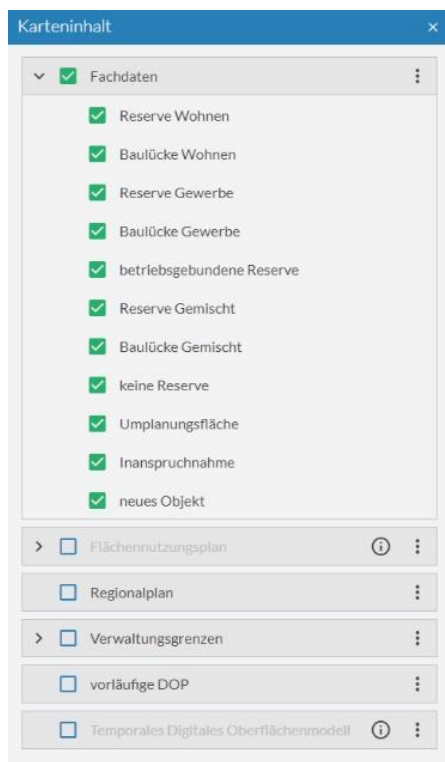 Karteninhalt
Fachdaten
Reserve Wohnen
Baulücke Wohnen
Reserve Gewerbe
Baulücke Gewerbe
betriebsgebundene Reserve
Reserve Gemischt
Baulücke Gemischt
keine Reserve
Umplanungsfläche
Inanspruchnahme
neues Objekt
Flächennutzungsplan
Regionalplan
Verwaltungsgrenzen
vorläufige DOP
Temporales Digitales Oberflächenmodell